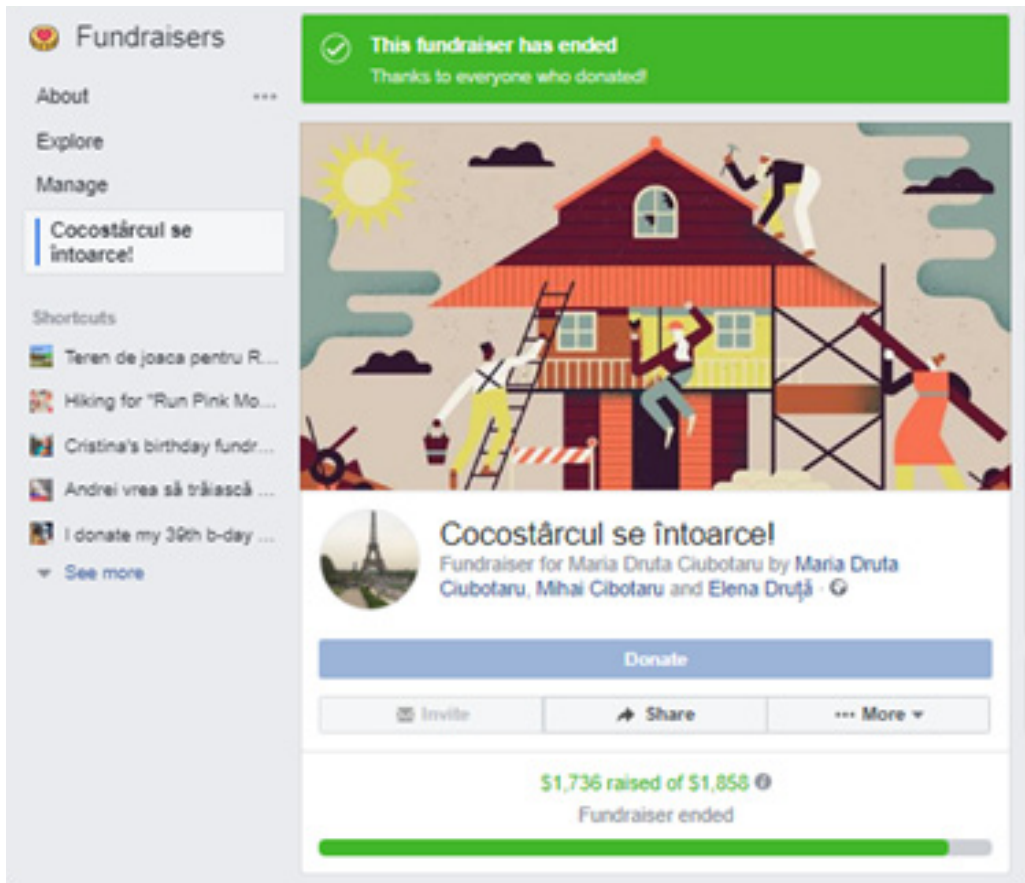 Fundraisers
About
Explore
Manage
Cocostârcul se
întoarce!
Shortcuts
Teren de joaca pentru R...
Hiking for "Run Pink Mo...
Cristina's birthday fundr...
Andrei vrea să trăiască ...
I donate my 39th b-day ...
See more
This fundraiser has ended
Thanks to everyone who donated!
Cocostârcul se întoarce!
Fundraiser for Maria Druta Ciubotaru by Maria Druta
Ciubotaru, Mihai Cibotaru and Elena Druţă ·
Donate
Invite
Share
••• More
$1,736 raised of $1,858
Fundraiser ended